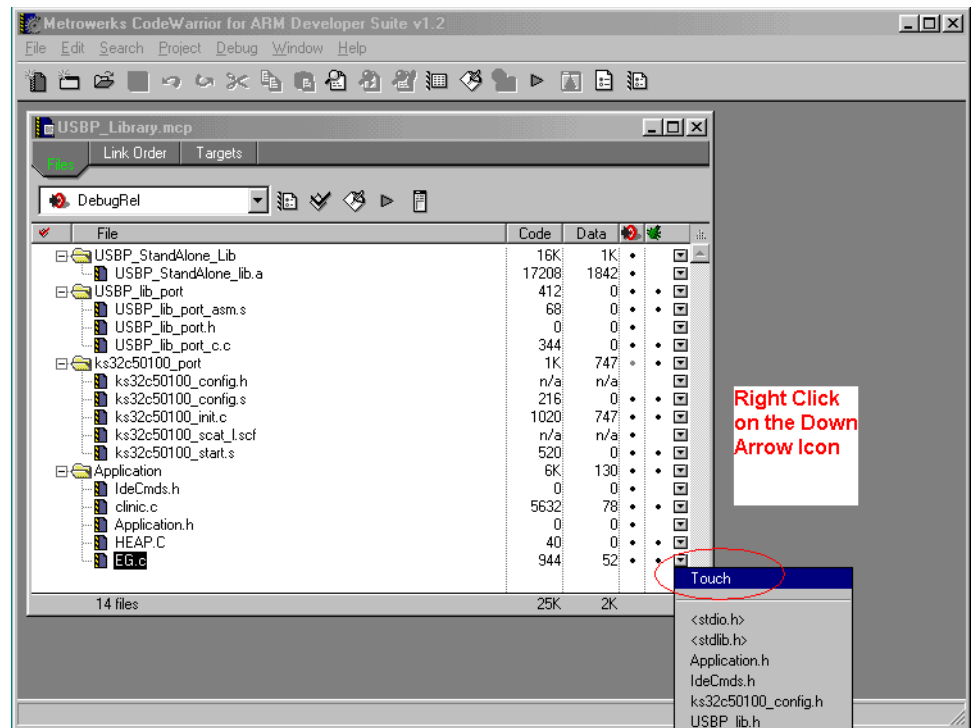 Metrowerks CodeWarrior for ARM Developer Suite v1.2
File Edit Search Project Debug Window Help
USBP_Library.mcp
Files Link Order Targets
DebugRel
File Code Data
USBP_StandAlone_Lib 16K 1K
USBP_StandAlone_lib.a 17208 1842
USBP_lib_port 412 0
USBP_lib_port_asm.s 68 0
USBP_lib_port.h 0 0
USBP_lib_port_c.c 344 0
ks32c50100_port 1K 747
ks32c50100_config.h n/a n/a
ks32c50100_config.s 216 0
ks32c50100_init.c 1020 747
ks32c50100_scat_l.scf n/a n/a
ks32c50100_start.s 520 0
Application 6K 130
IdeCmds.h 0 0
clinic.c 5632 78
Application.h 0 0
HEAP.C 40 0
EG.c 944 52
14 files 25K 2K
Right Click
on the Down
Arrow Icon
Touch
<stdio.h>
<stdlib.h>
Application.h
IdeCmds.h
ks32c50100_config.h
USBP_lib.h